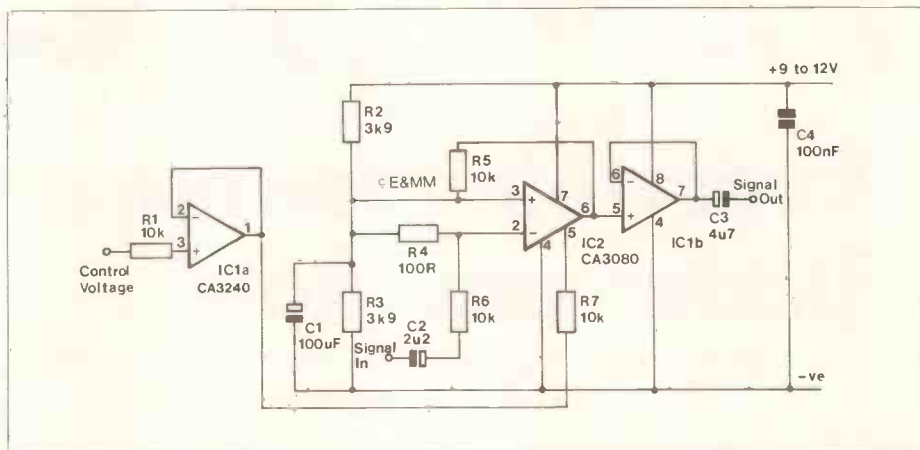 +9 to 12V
R2
3k9
C4
100nF
R5
10k
©E&MM
3
+
7
6
2
-
4
5
IC2
CA3080
6
-
8
7
5
+
4
IC1b
Signal
Out
C3
4u7
R1
10k
2
-
1
3
+
IC1a
CA3240
Control
Voltage
R4
100R
C1
100uF
R3
3k9
R6
10k
R7
10k
C2
2u2
Signal
In
-ve